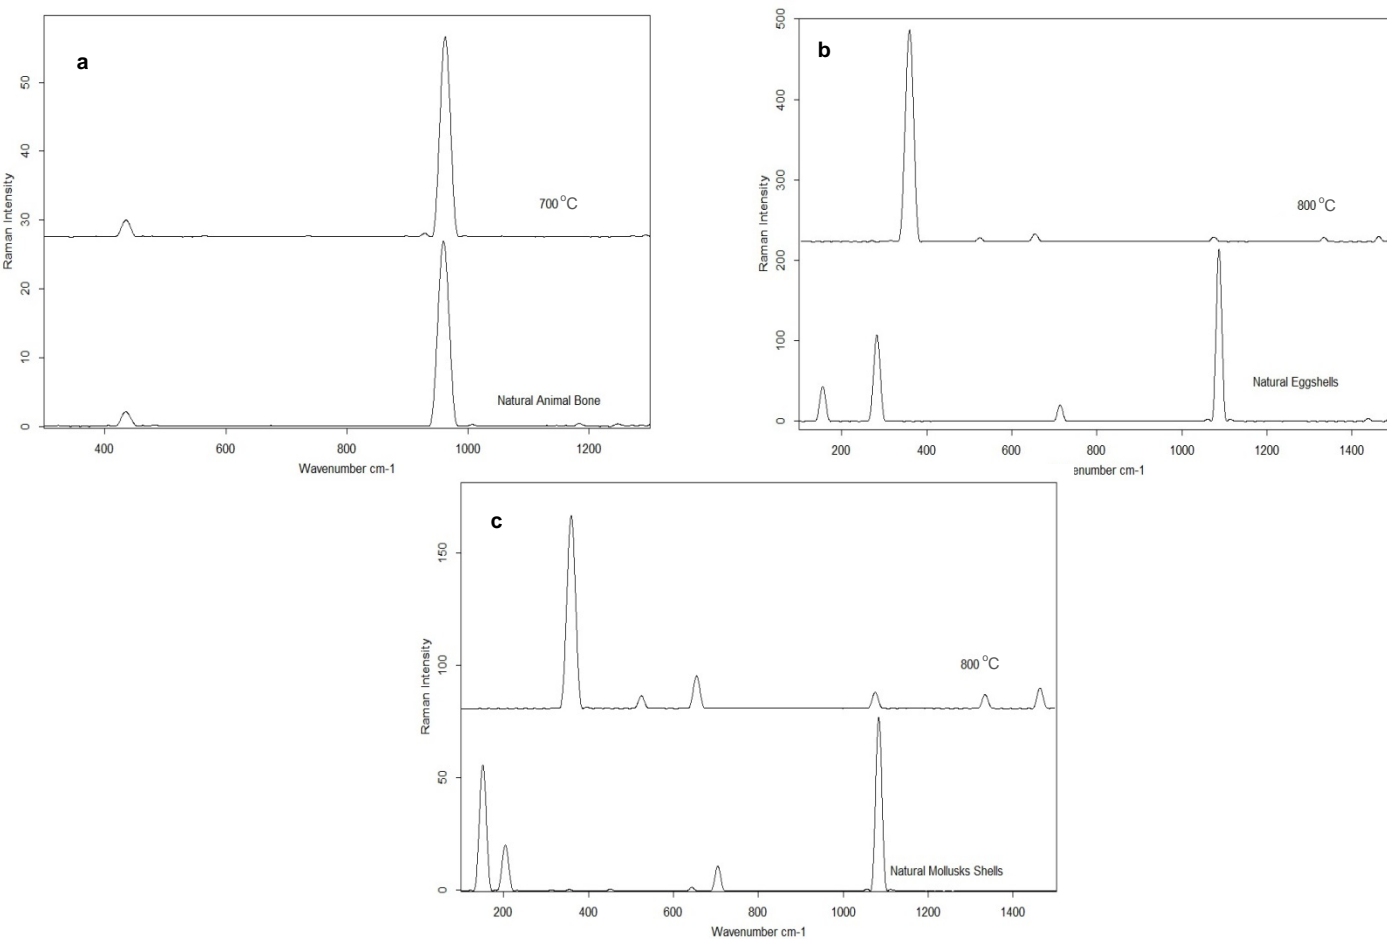 a
50
40
30
20
10
0
Raman Intensity
700 °C
Natural Animal Bone
400 600 800 1000 1200
Wavenumber cm-1
b
500
400
300
200
100
0
Raman Intensity
800 °C
Natural Eggshells
200 400 600 800 1000 1200 1400
enumber cm-1
c
150
100
50
0
Raman Intensity
800 °C
Natural Mollusks Shells
200 400 600 800 1000 1200 1400
Wavenumber cm-1